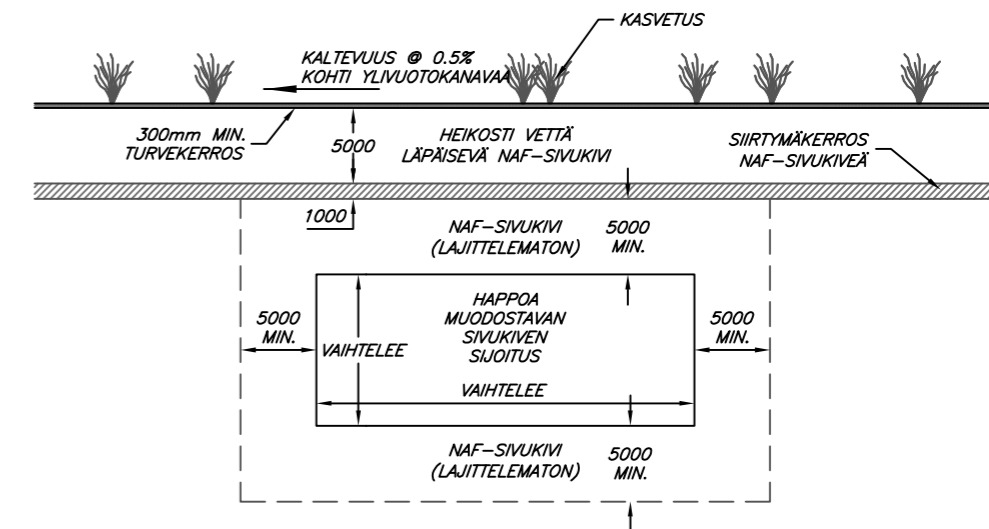 KASVETUS
KALTEVUUS @ 0.5%
KOHTI YLIVUOTOKANAVAA
300mm MIN.
TURVEKERROS
5000
HEIKOSTI VETTÄ
LÄPÄISEVÄ NAF-SIVUKIVI
SIIRTYMÄKERROS
NAF-SIVUKIVEÄ
1000
NAF-SIVUKIVI
(LAJITTELEMATON)
5000
MIN.
HAPPOA
MUODOSTAVAN
SIVUKIVEN
SIJOITUS
5000
MIN.
VAIHTELEE
5000
MIN.
VAIHTELEE
NAF-SIVUKIVI
(LAJITTELEMATON)
5000
MIN.